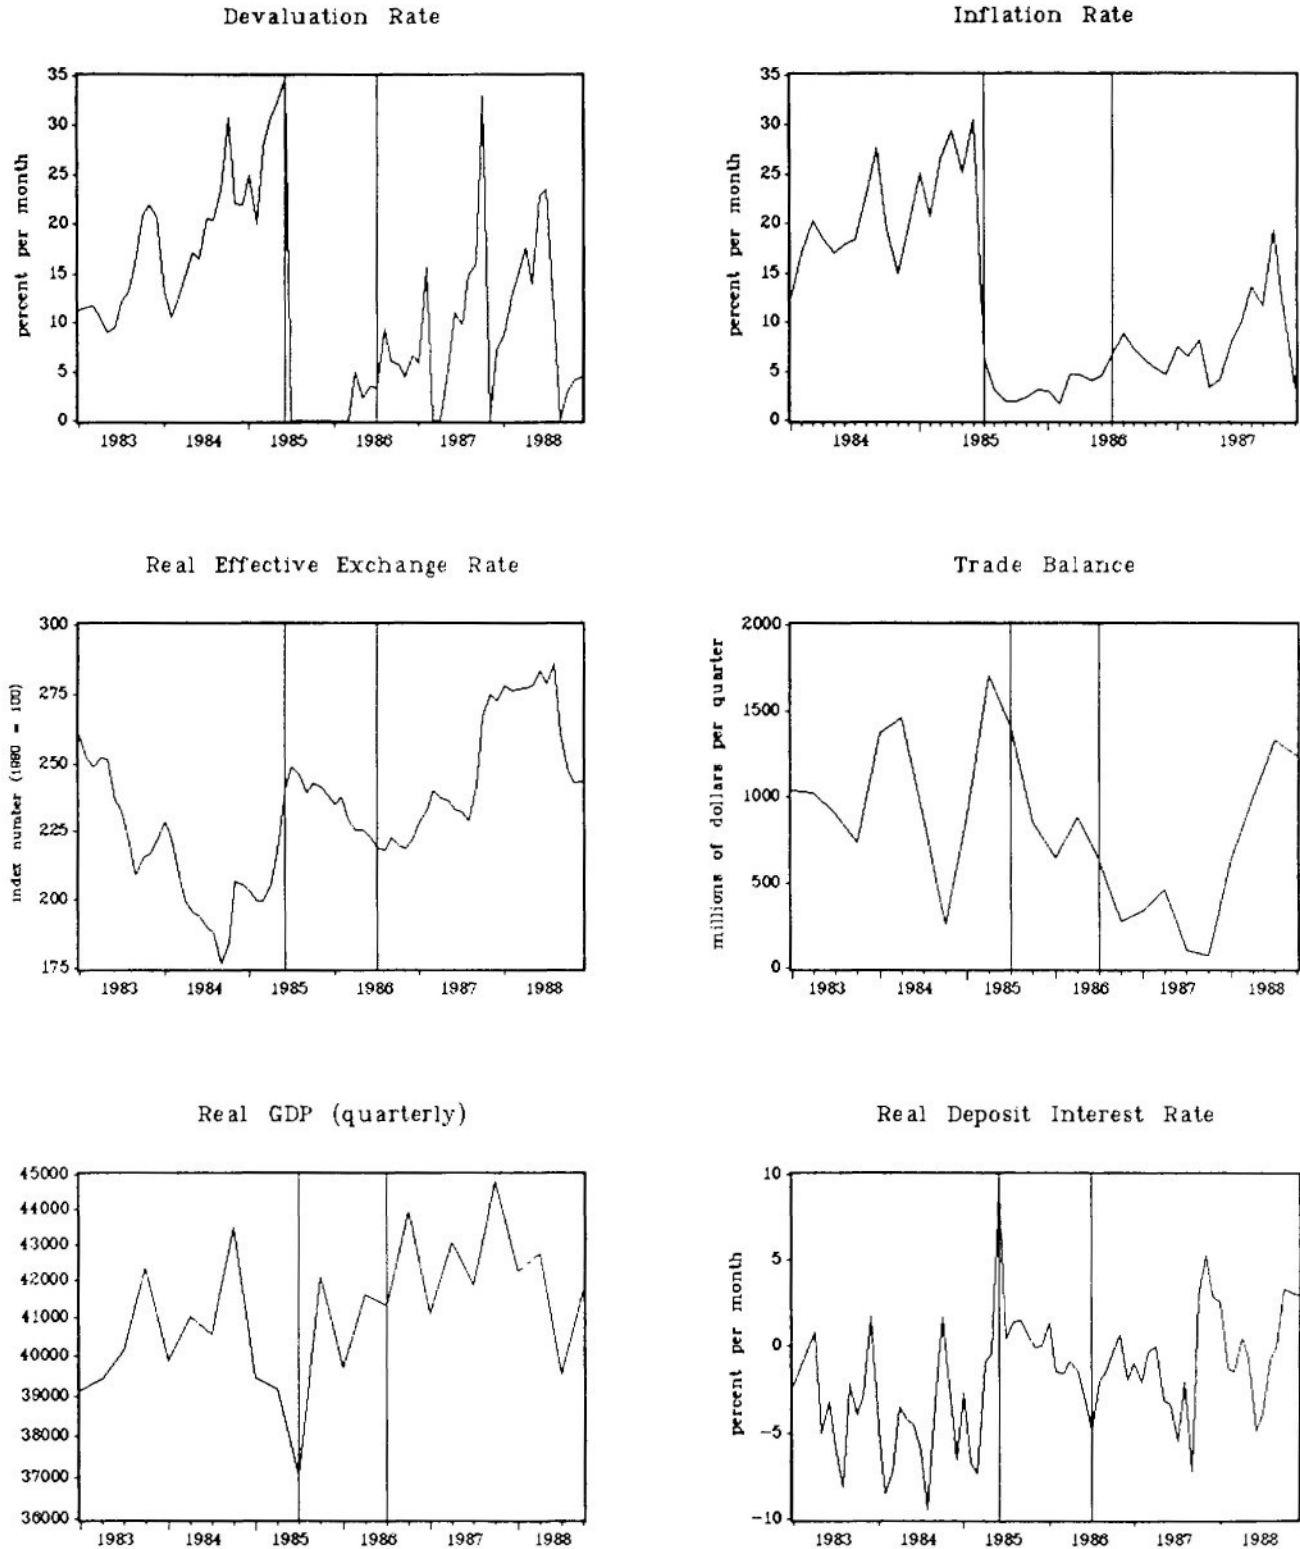 Devaluation Rate
35
30
25
20
15
10
5
0
percent per month
1983 1984 1985 1986 1987 1988
Inflation Rate
35
30
25
20
15
10
5
0
percent per month
1984 1985 1986 1987
Real Effective Exchange Rate
300
275
250
225
200
175
index number (1980 = 100)
1983 1984 1985 1986 1987 1988
Trade Balance
2000
1500
1000
500
0
millions of dollars per quarter
1983 1984 1985 1986 1987 1988
Real GDP (quarterly)
45000
44000
43000
42000
41000
40000
39000
38000
37000
36000
1983 1984 1985 1986 1987 1988
Real Deposit Interest Rate
10
5
0
-5
-10
percent per month
1983 1984 1985 1986 1987 1988